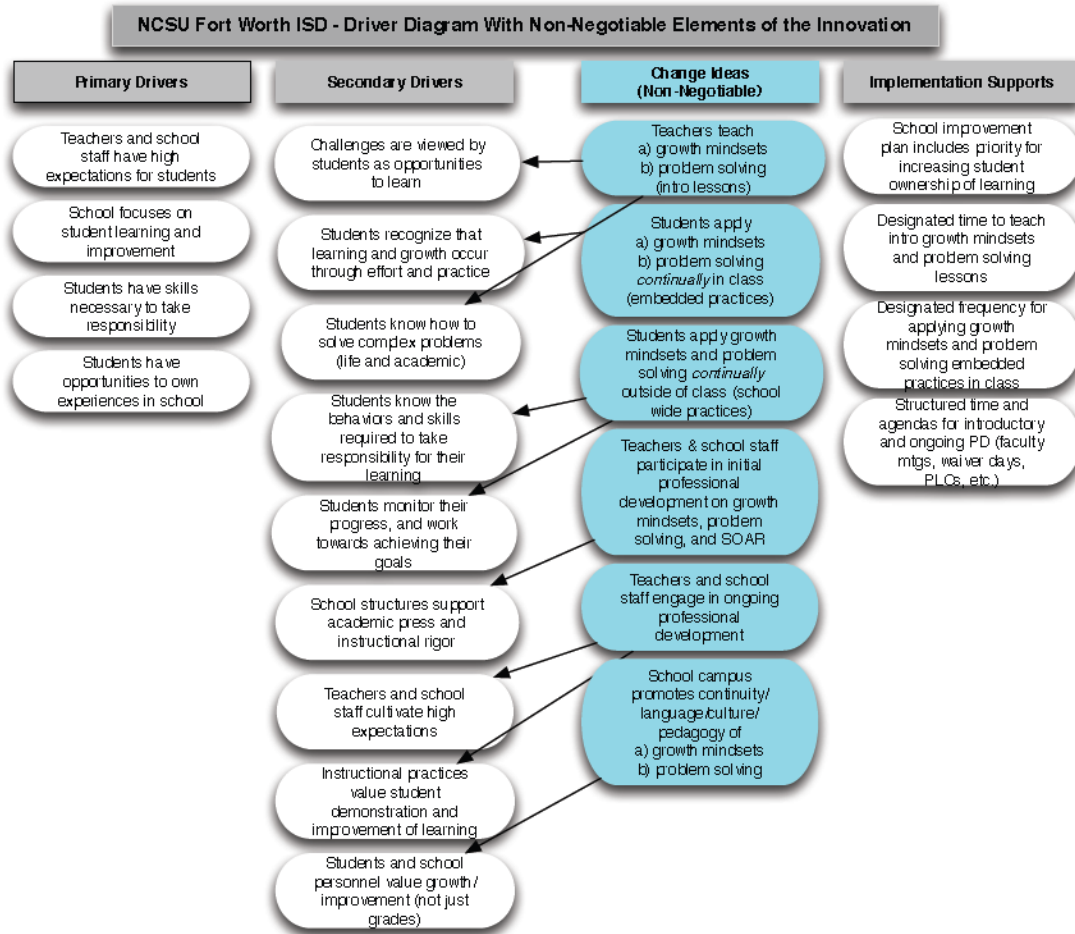 NCSU Fort Worth ISD - Driver Diagram With Non-Negotiable Elements of the Innovation
Primary Drivers
Teachers and school
staff have high
expectations for students
School focuses on
student learning and
improvement
Students have skills
necessary to take
responsibility
Students have
opportunities to own
experiences in school
Secondary Drivers
Challenges are viewed by
students as opportunities
to learn
Students recognize that
learning and growth occur
through effort and practice
Students know how to
solve complex problems
(life and academic)
Students know the
behaviors and skills
required to take
responsibility for their
learning
Students monitor their
progress, and work
towards achieving their
goals
School structures support
academic press and
instructional rigor
Teachers and school
staff cultivate high
expectations
Instructional practices
value student
demonstration and
improvement of learning
Students and school
personnel value growth/
improvement (not just
grades)
Change Ideas
(Non-Negotiable)
Teachers teach
a) growth mindsets
b) problem solving
(intro lessons)
Students apply
a) growth mindsets
b) problem solving
continually in class
(embedded practices)
Students apply growth
mindsets and problem
solving continually
outside of class (school
wide practices)
Teachers & school staff
participate in initial
professional
development on growth
mindsets, problem
solving, and SOAR
Teachers and school
staff engage in ongoing
professional
development
School campus
promotes continuity/
language/culture/
pedagogy of
a) growth mindsets
b) problem solving
Implementation Supports
School improvement
plan includes priority for
increasing student
ownership of learning
Designated time to teach
intro growth mindsets
and problem solving
lessons
Designated frequency for
applying growth
mindsets and problem
solving embedded
practices in class
Structured time and
agendas for introductory
and ongoing PD (faculty
mtgs, waiver days,
PLCs, etc.)